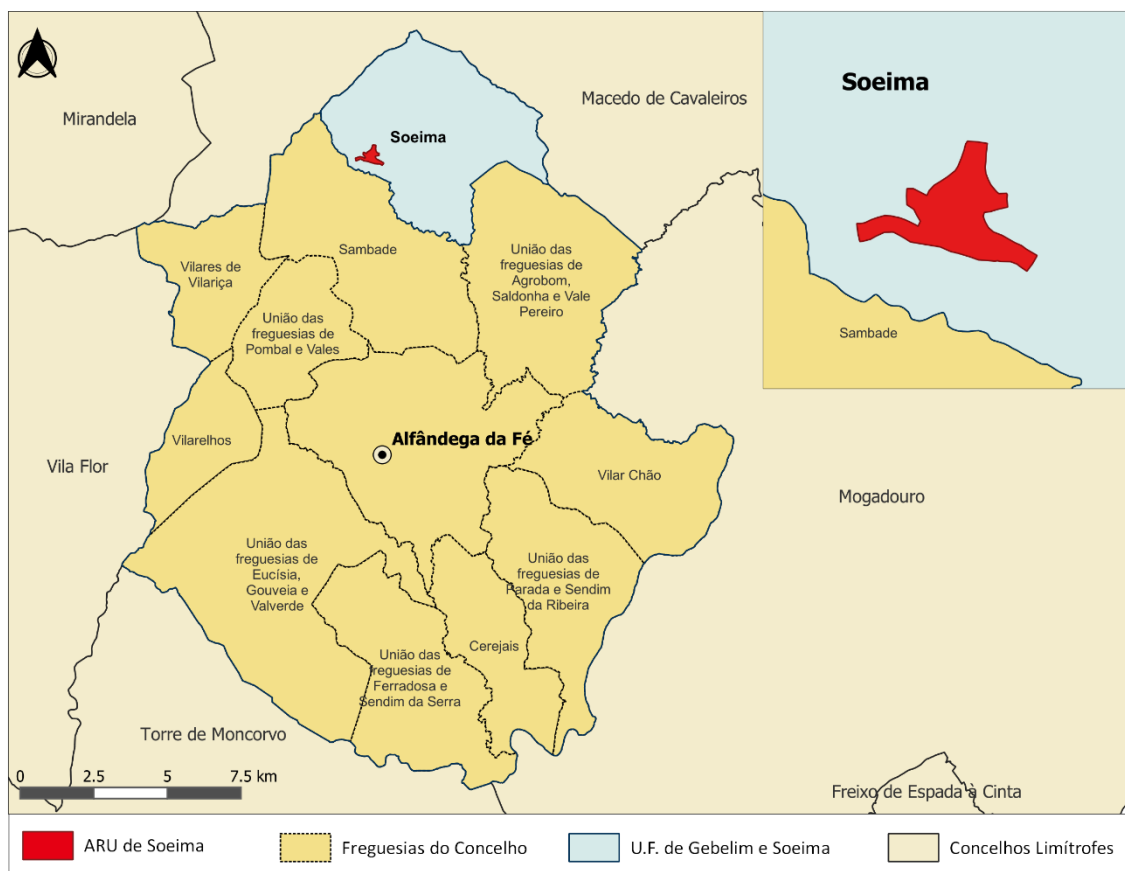 Mirandela
Macedo de Cavaleiros
Soeima
Soeima
Sambade
Sambade
Vilares de
Vilariça
União das
freguesias de
Agrobom,
Saldonha e Vale
Pereiro
União das
freguesias de
Pombal e Vales
Vilarelhos
Alfândega da Fé
Vila Flor
Vilar Chão
Mogadouro
União das
freguesias de
Eucísia,
Gouveia e
Valverde
União das
freguesias de
Parada e Sendim
da Ribeira
Cerejais
União das
freguesias de
Ferradosa e
Sendim da Serra
Torre de Moncorvo
Freixo de Espada à Cinta
0 2.5 5 7.5 km
ARU de Soeima
Freguesias do Concelho
U.F. de Gebelim e Soeima
Concelhos Limítrofes